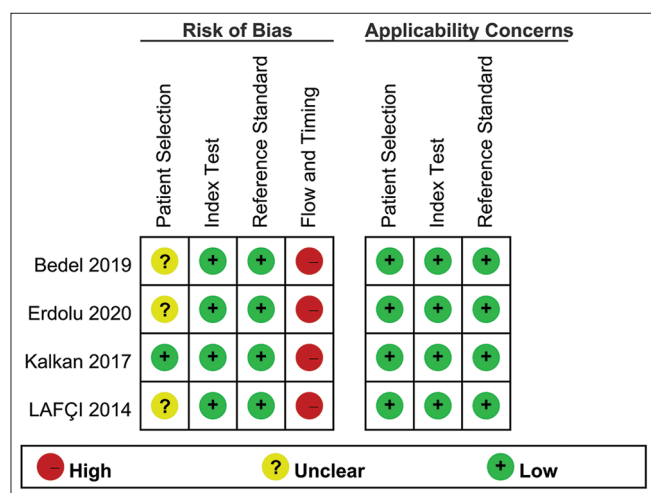 Risk of Bias Applicability Concerns
Patient Selection
Index Test
Reference Standard
Flow and Timing
Patient Selection
Index Test
Reference Standard
Bedel 2019 ? + + – + + +
Erdolu 2020 ? + + – + + +
Kalkan 2017 + + + – + + +
LAFÇI 2014 ? + + – + + +
– High ? Unclear + Low